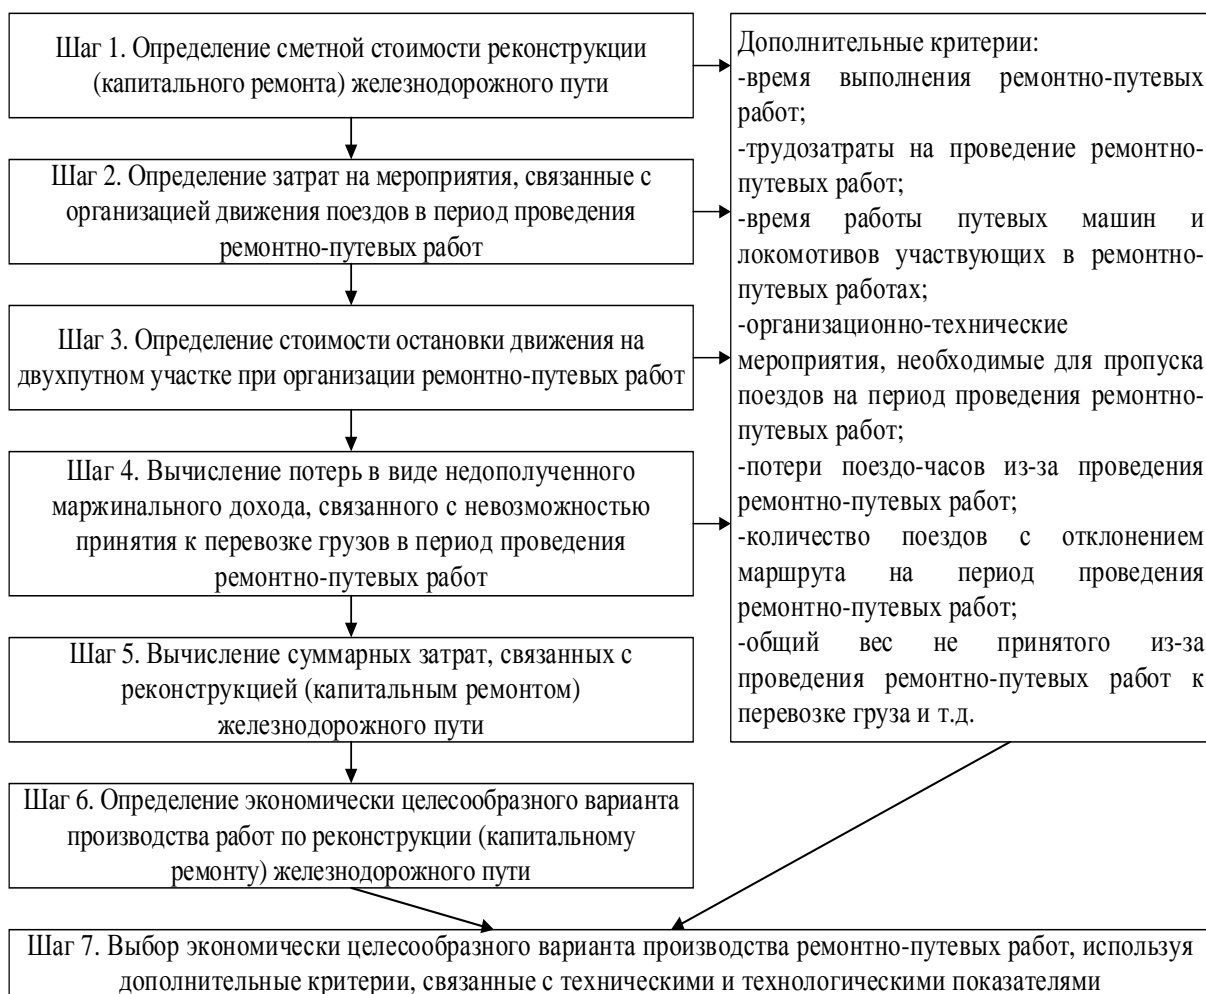 Шаг 1. Определение сметной стоимости реконструкции
(капитального ремонта) железнодорожного пути
Шаг 2. Определение затрат на мероприятия, связанные с
организацией движения поездов в период проведения
ремонтно-путевых работ
Шаг 3. Определение стоимости остановки движения на
двухпутном участке при организации ремонтно-путевых работ
Шаг 4. Вычисление потерь в виде недополученного
маржинального дохода, связанного с невозможностью
принятия к перевозке грузов в период проведения
ремонтно-путевых работ
Шаг 5. Вычисление суммарных затрат, связанных с
реконструкцией (капитальным ремонтом)
железнодорожного пути
Шаг 6. Определение экономически целесообразного варианта
производства работ по реконструкции (капитальному
ремонту) железнодорожного пути
Дополнительные критерии:
-время выполнения ремонтно-путевых
работ;
-трудозатраты на проведение ремонтно-
путевых работ;
-время работы путевых машин и
локомотивов участвующих в ремонтно-
путевых работах;
-организационно-технические
мероприятия, необходимые для пропуска
поездов на период проведения ремонтно-
путевых работ;
-потери поездо-часов из-за проведения
ремонтно-путевых работ;
-количество поездов с отклонением
маршрута на период проведения
ремонтно-путевых работ;
-общий вес не принятого из-за
проведения ремонтно-путевых работ к
перевозке груза и т.д.
Шаг 7. Выбор экономически целесообразного варианта производства ремонтно-путевых работ, используя
дополнительные критерии, связанные с техническими и технологическими показателями